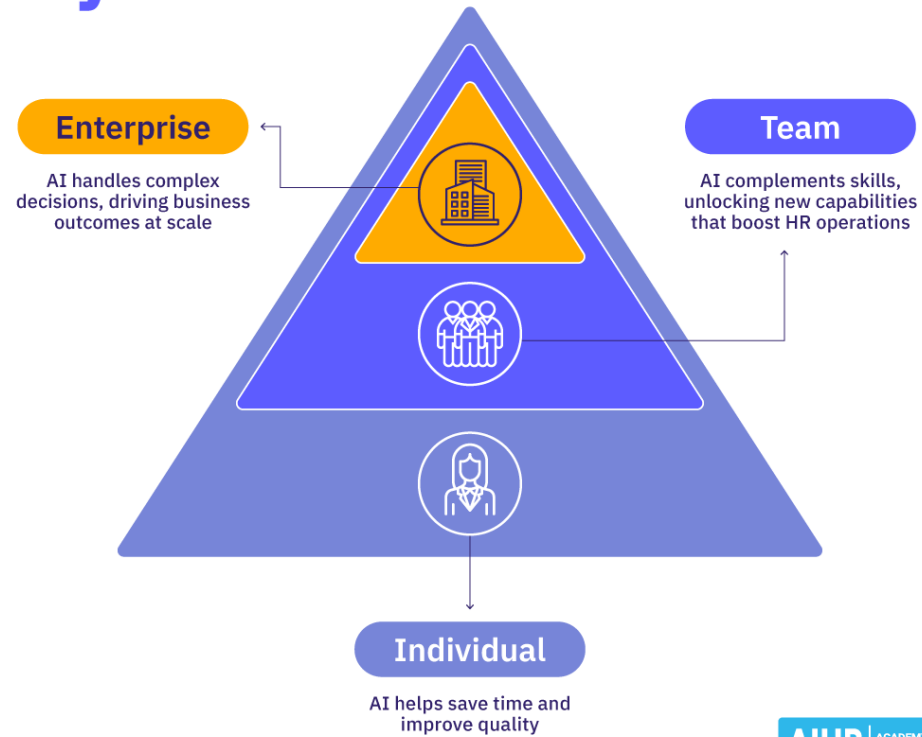 Enterprise
AI handles complex
decisions, driving business
outcomes at scale
Team
AI complements skills,
unlocking new capabilities
that boost HR operations
Individual
AI helps save time and
improve quality